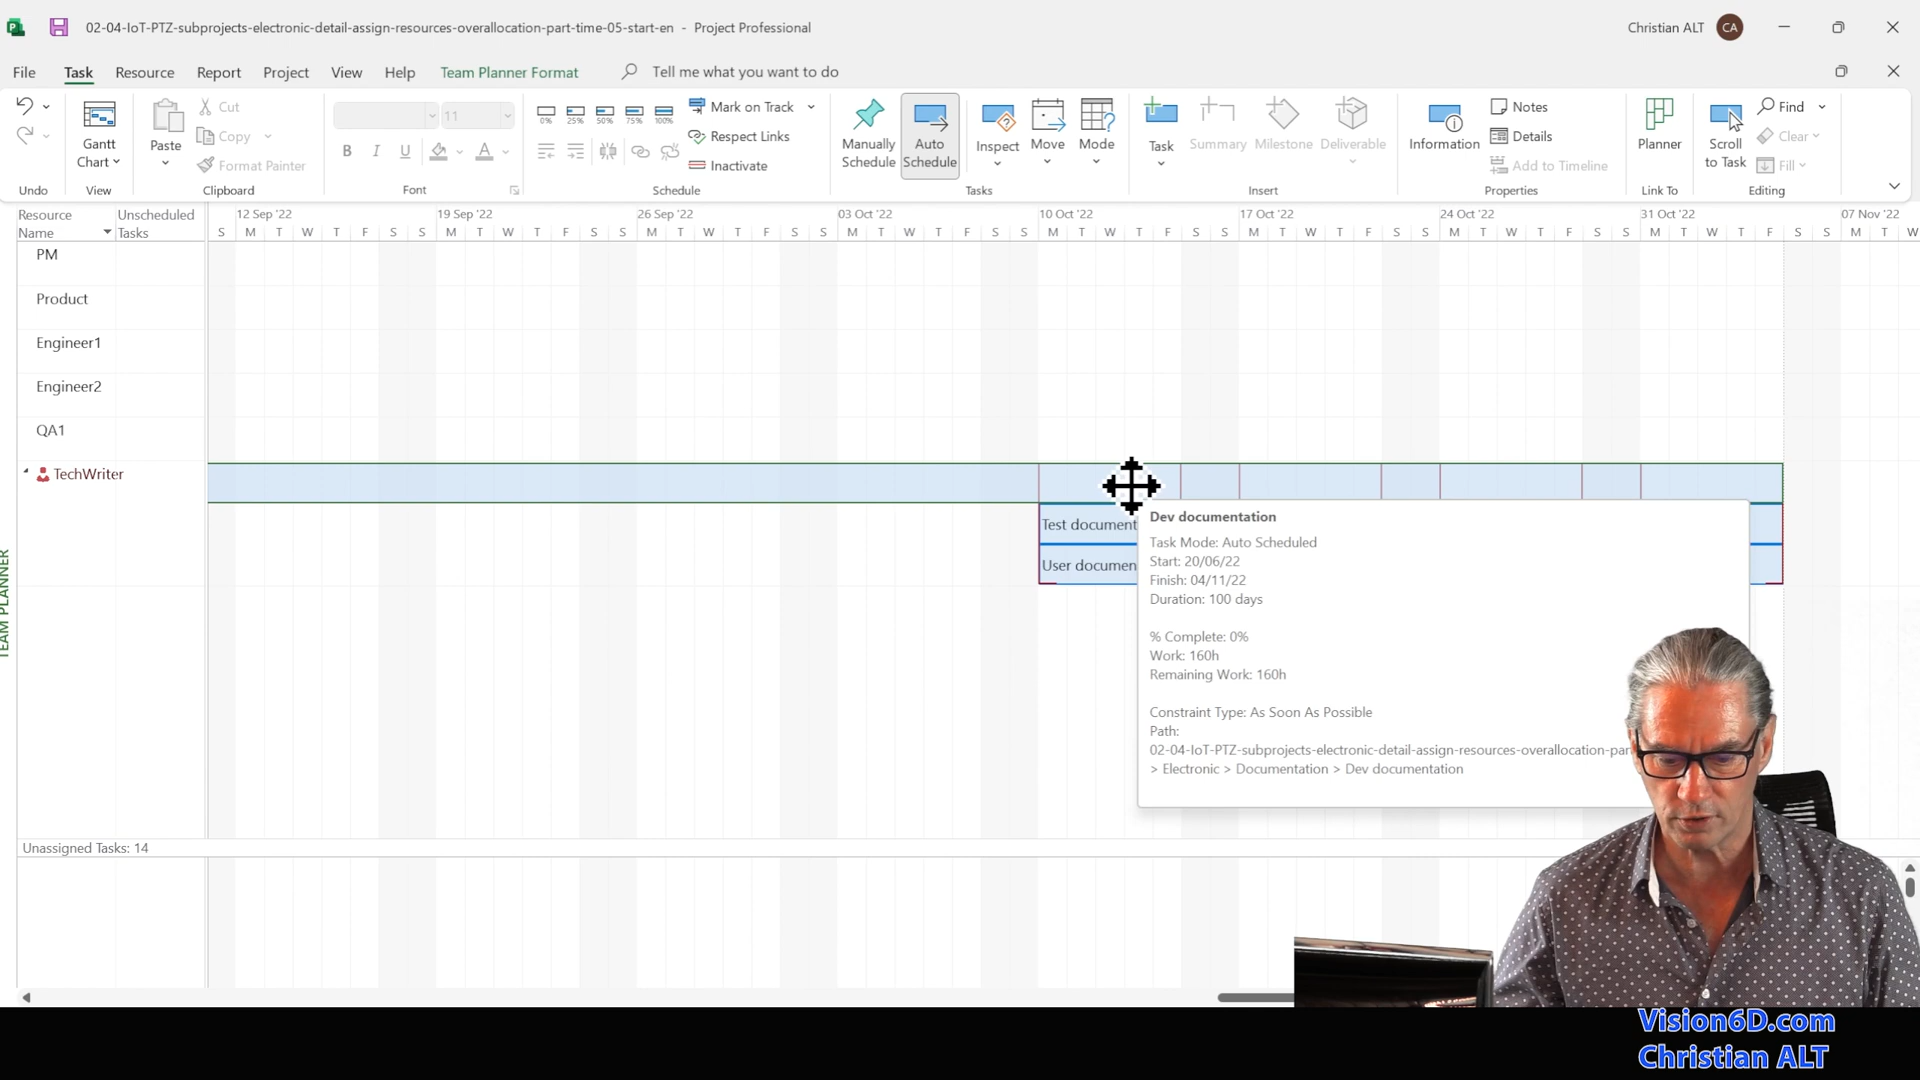 02-04-IoT-PTZ-subprojects-electronic-detail-assign-resources-overallocation-part-time-05-start-en - Project Professional
Christian ALT
CA
File
Task
Resource
Report
Project
View
Help
Team Planner Format
Tell me what you want to do
Gantt
Chart
Paste
Cut
Copy
Format Painter
11
B
I
U
A
0%
25%
50%
75%
100%
Mark on Track
Respect Links
Inactivate
Manually
Schedule
Auto
Schedule
Inspect
Move
Mode
Task
Summary
Milestone
Deliverable
Information
Notes
Details
Add to Timeline
Planner
Scroll
to Task
Find
Clear
Fill
Undo
View
Clipboard
Font
Schedule
Tasks
Insert
Properties
Link To
Editing
Resource
Name
Unscheduled
Tasks
12 Sep '22
19 Sep '22
26 Sep '22
03 Oct '22
10 Oct '22
17 Oct '22
24 Oct '22
31 Oct '22
07 Nov '22
S M T W T F S S M T W T F S S M T W T F S S M T W T F S S M T W T F S S M T W T F S S M T W T F S S M T W T F S S M T W
PM
Product
Engineer1
Engineer2
QA1
TechWriter
Test document
User documen
Dev documentation
Task Mode: Auto Scheduled
Start: 20/06/22
Finish: 04/11/22
Duration: 100 days
% Complete: 0%
Work: 160h
Remaining Work: 160h
Constraint Type: As Soon As Possible
Path:
02-04-IoT-PTZ-subprojects-electronic-detail-assign-resources-overallocation-par
> Electronic > Documentation > Dev documentation
TEAM PLANNER
Unassigned Tasks: 14
Vision6D.com
Christian ALT